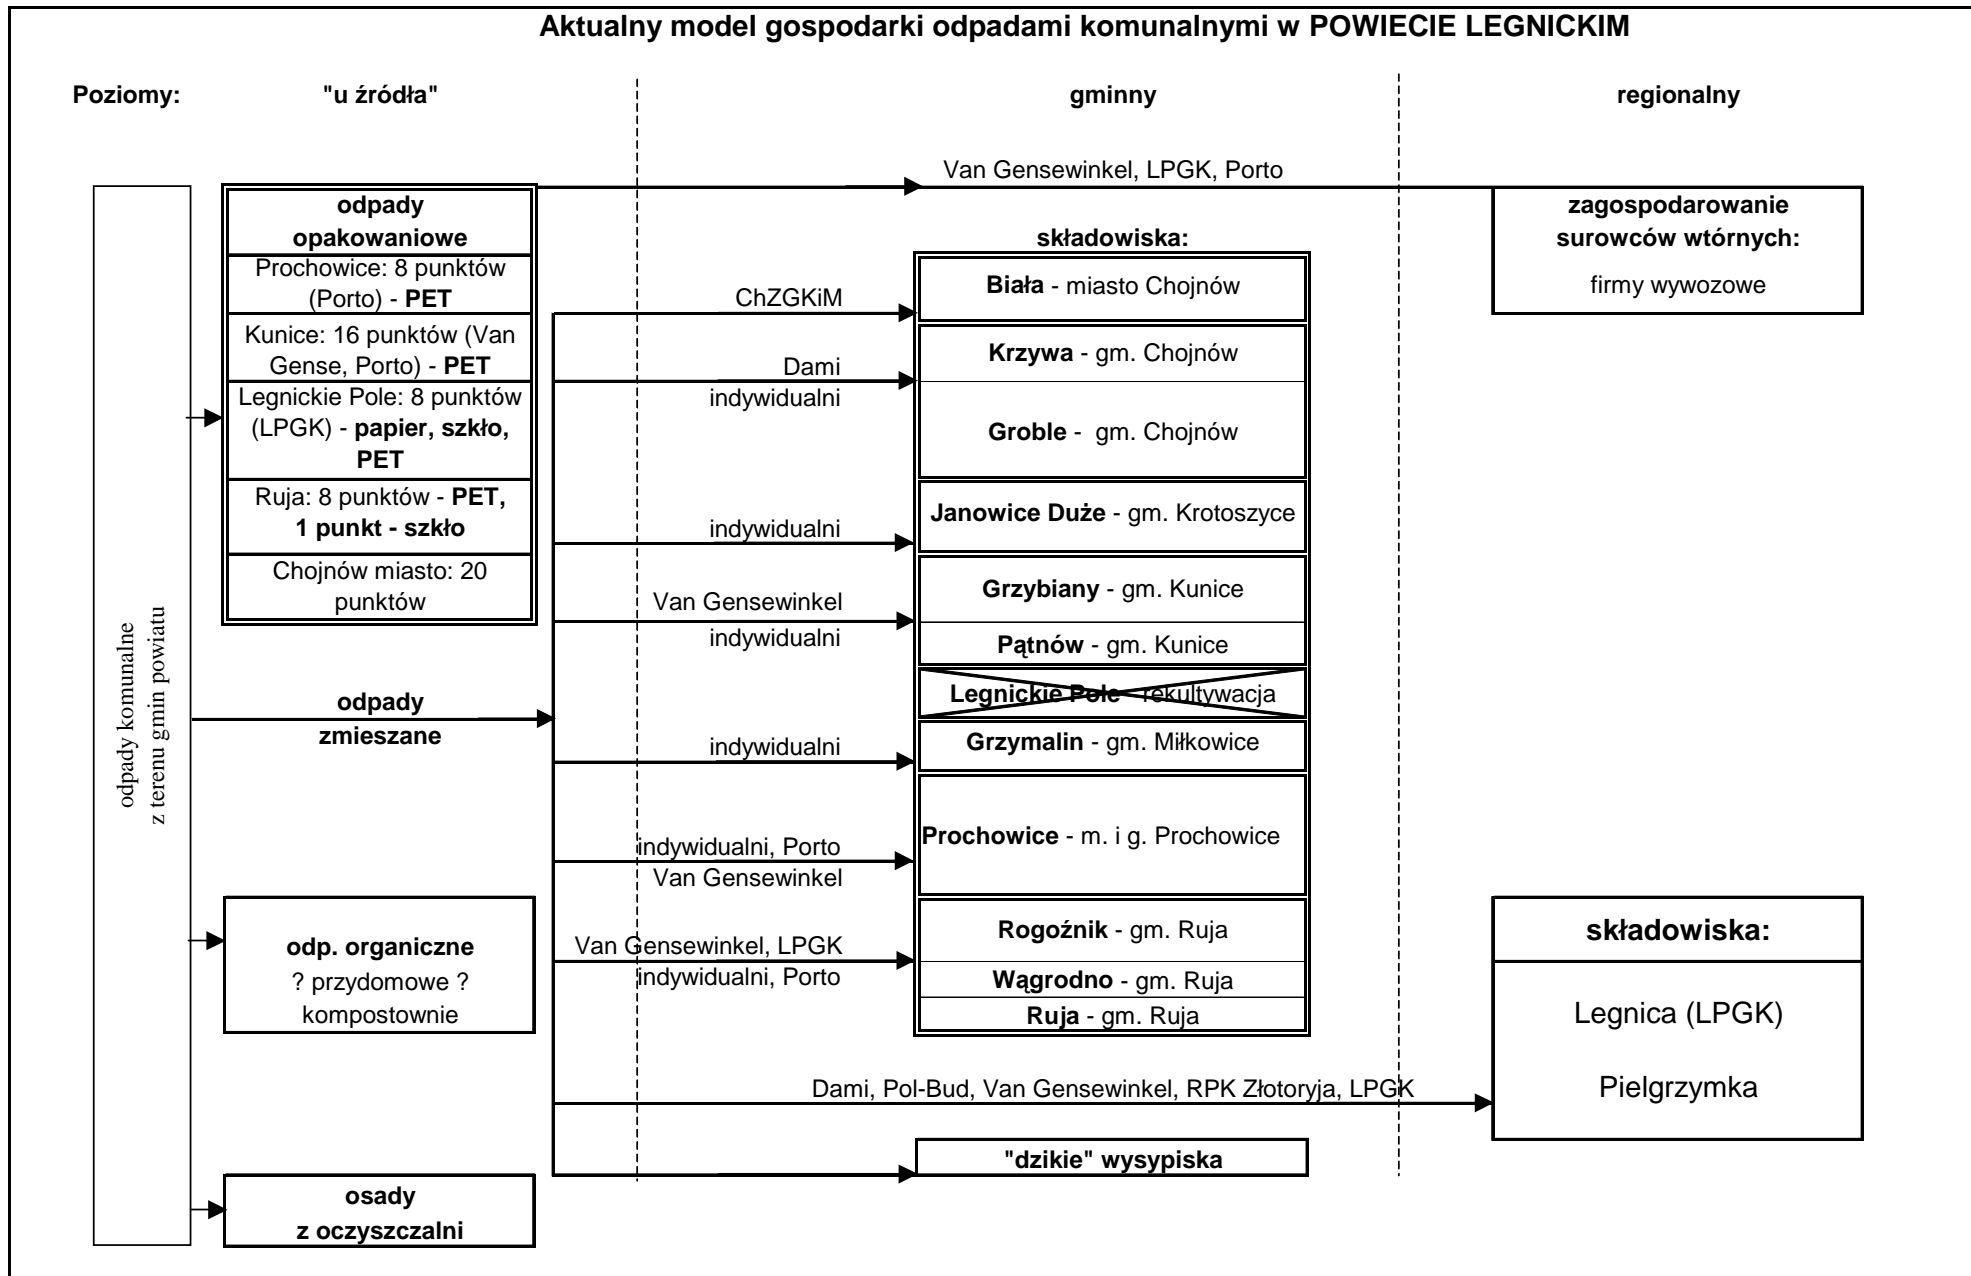 Aktualny model gospodarki odpadami komunalnymi w POWIECIE LEGNICKIM
Poziomy:
"u źródła"
gminny
regionalny
odpady komunalne
z terenu gmin powiatu
odpady
opakowaniowe
Prochowice: 8 punktów
(Porto) - PET
Kunice: 16 punktów (Van
Gense, Porto) - PET
Legnickie Pole: 8 punktów
(LPGK) - papier, szkło,
PET
Ruja: 8 punktów - PET,
1 punkt - szkło
Chojnów miasto: 20
punktów
odpady
zmieszane
odp. organiczne
? przydomowe ?
kompostownie
osady
z oczyszczalni
Van Gensewinkel, LPGK, Porto
ChZGKiM
Dami
indywidualni
indywidualni
Van Gensewinkel
indywidualni
indywidualni
indywidualni, Porto
Van Gensewinkel
Van Gensewinkel, LPGK
indywidualni, Porto
Dami, Pol-Bud, Van Gensewinkel, RPK Złotoryja, LPGK
składowiska:
Biała - miasto Chojnów
Krzywa - gm. Chojnów
Groble - gm. Chojnów
Janowice Duże - gm. Krotoszyce
Grzybiany - gm. Kunice
Pątnów - gm. Kunice
Legnickie Pole - rekultywacja
Grzymalin - gm. Miłkowice
Prochowice - m. i g. Prochowice
Rogoźnik - gm. Ruja
Wągrodno - gm. Ruja
Ruja - gm. Ruja
"dzikie" wysypiska
zagospodarowanie
surowców wtórnych:
firmy wywozowe
składowiska:
Legnica (LPGK)
Pielgrzymka